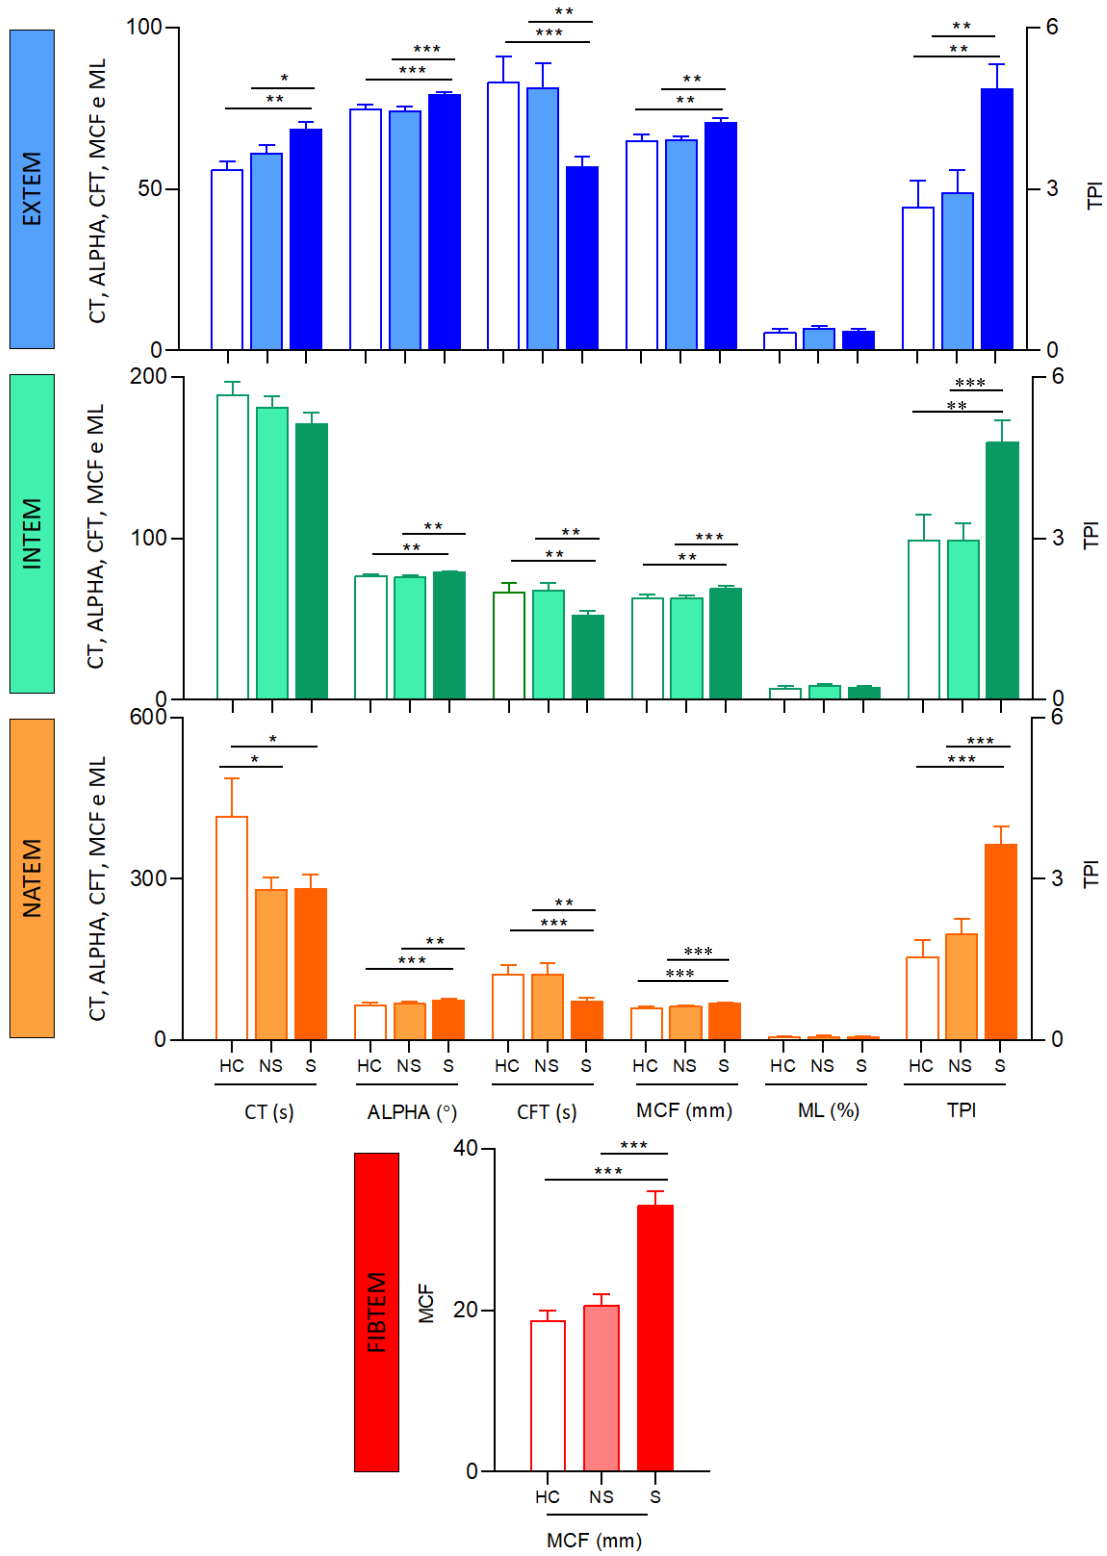 EXTEM
CT, ALPHA, CFT, MCF e ML
100
50
0
* ** *** *** ** *** ** ** ** **
6
3
0
TPI
INTEM
CT, ALPHA, CFT, MCF e ML
200
100
0
** ** ** ** *** ** *** **
6
3
0
TPI
NATEM
CT, ALPHA, CFT, MCF e ML
600
300
0
* * ** *** ** *** *** *** *** ***
6
3
0
TPI
HC NS S HC NS S HC NS S HC NS S HC NS S HC NS S
CT (s) ALPHA (°) CFT (s) MCF (mm) ML (%) TPI
FIBTEM
MCF
40
20
0
***
***
HC NS S
MCF (mm)